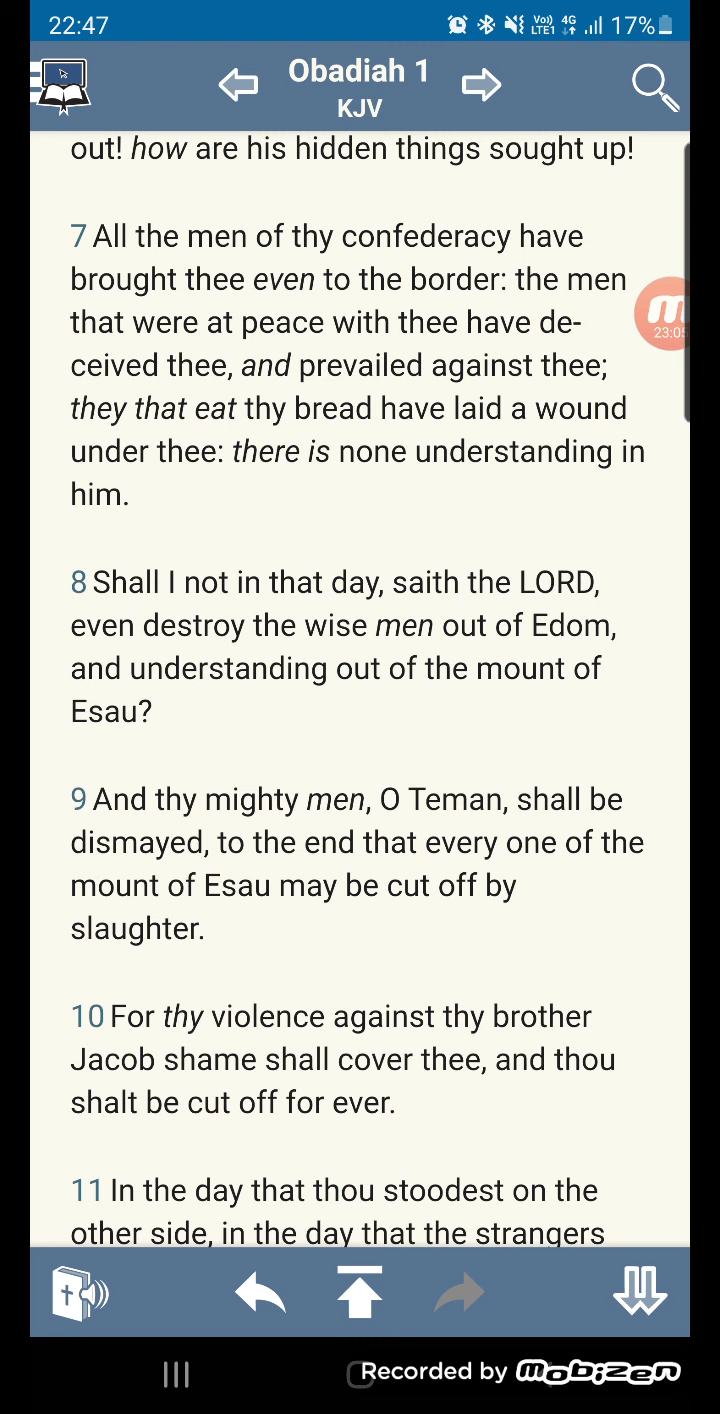 22:47
Vo))
LTE1
4G
17%
Obadiah 1
KJV
out! how are his hidden things sought up!
7 All the men of thy confederacy have
brought thee even to the border: the men
that were at peace with thee have de-
ceived thee, and prevailed against thee;
they that eat thy bread have laid a wound
under thee: there is none understanding in
him.
8 Shall I not in that day, saith the LORD,
even destroy the wise men out of Edom,
and understanding out of the mount of
Esau?
9 And thy mighty men, O Teman, shall be
dismayed, to the end that every one of the
mount of Esau may be cut off by
slaughter.
10 For thy violence against thy brother
Jacob shame shall cover thee, and thou
shalt be cut off for ever.
11 In the day that thou stoodest on the
other side, in the day that the strangers
m
23:05
Recorded by mobizen